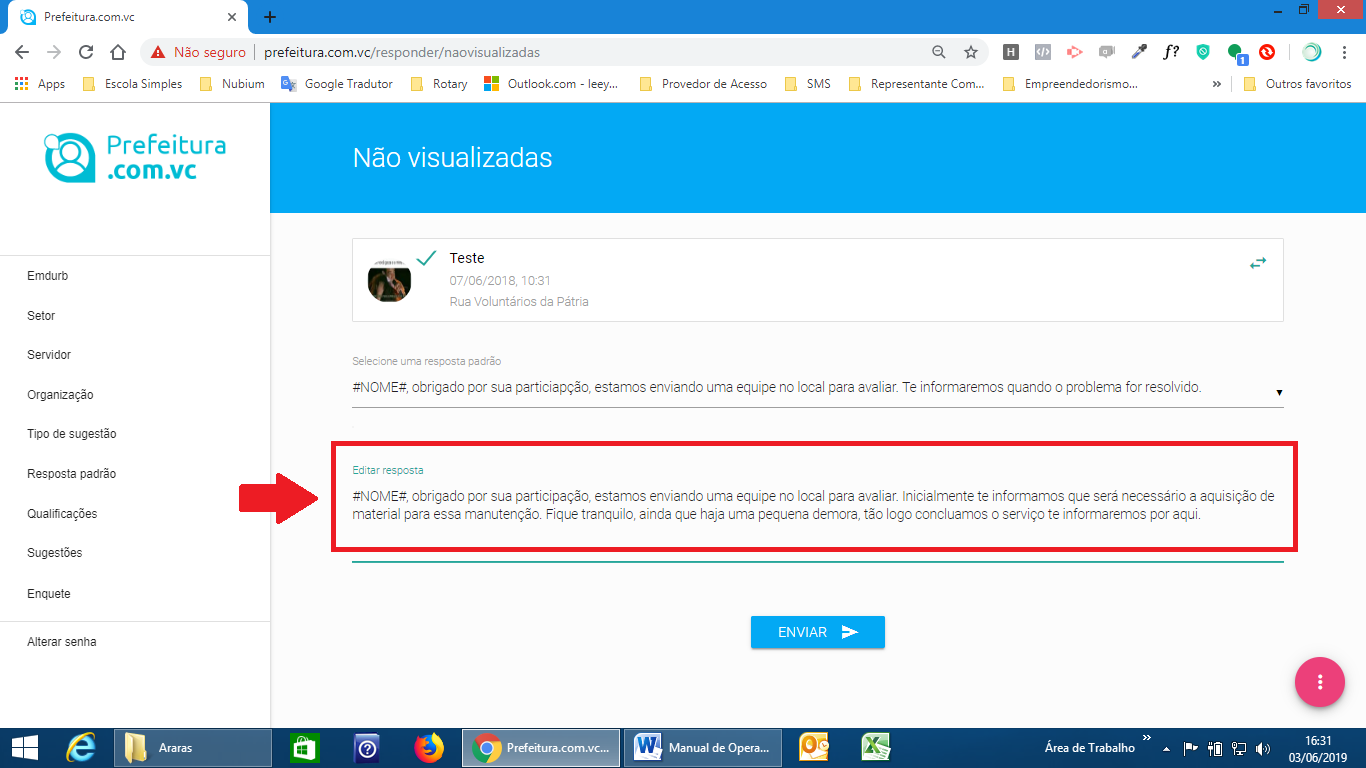 Prefeitura.com.vc
Não seguro prefeitura.com.vc/responder/naovisualizadas
H
f?
1
Apps Escola Simples Nubium Google Tradutor Rotary Outlook.com - leey... Provedor de Acesso SMS Representante Com... Empreendedorismo... » Outros favoritos
Prefeitura
.com.vc
Não visualizadas
Teste
07/06/2018, 10:31
Rua Voluntários da Pátria
Emdurb
Setor
Servidor
Organização
Tipo de sugestão
Resposta padrão
Qualificações
Sugestões
Enquete
Alterar senha
Selecione uma resposta padrão
#NOME#, obrigado por sua particiapção, estamos enviando uma equipe no local para avaliar. Te informaremos quando o problema for resolvido.
Editar resposta
#NOME#, obrigado por sua participação, estamos enviando uma equipe no local para avaliar. Inicialmente te informamos que será necessário a aquisição de
material para essa manutenção. Fique tranquilo, ainda que haja uma pequena demora, tão logo concluamos o serviço te informaremos por aqui.
ENVIAR
Araras
Prefeitura.com.vc...
Manual de Opera...
Área de Trabalho
16:31
03/06/2019